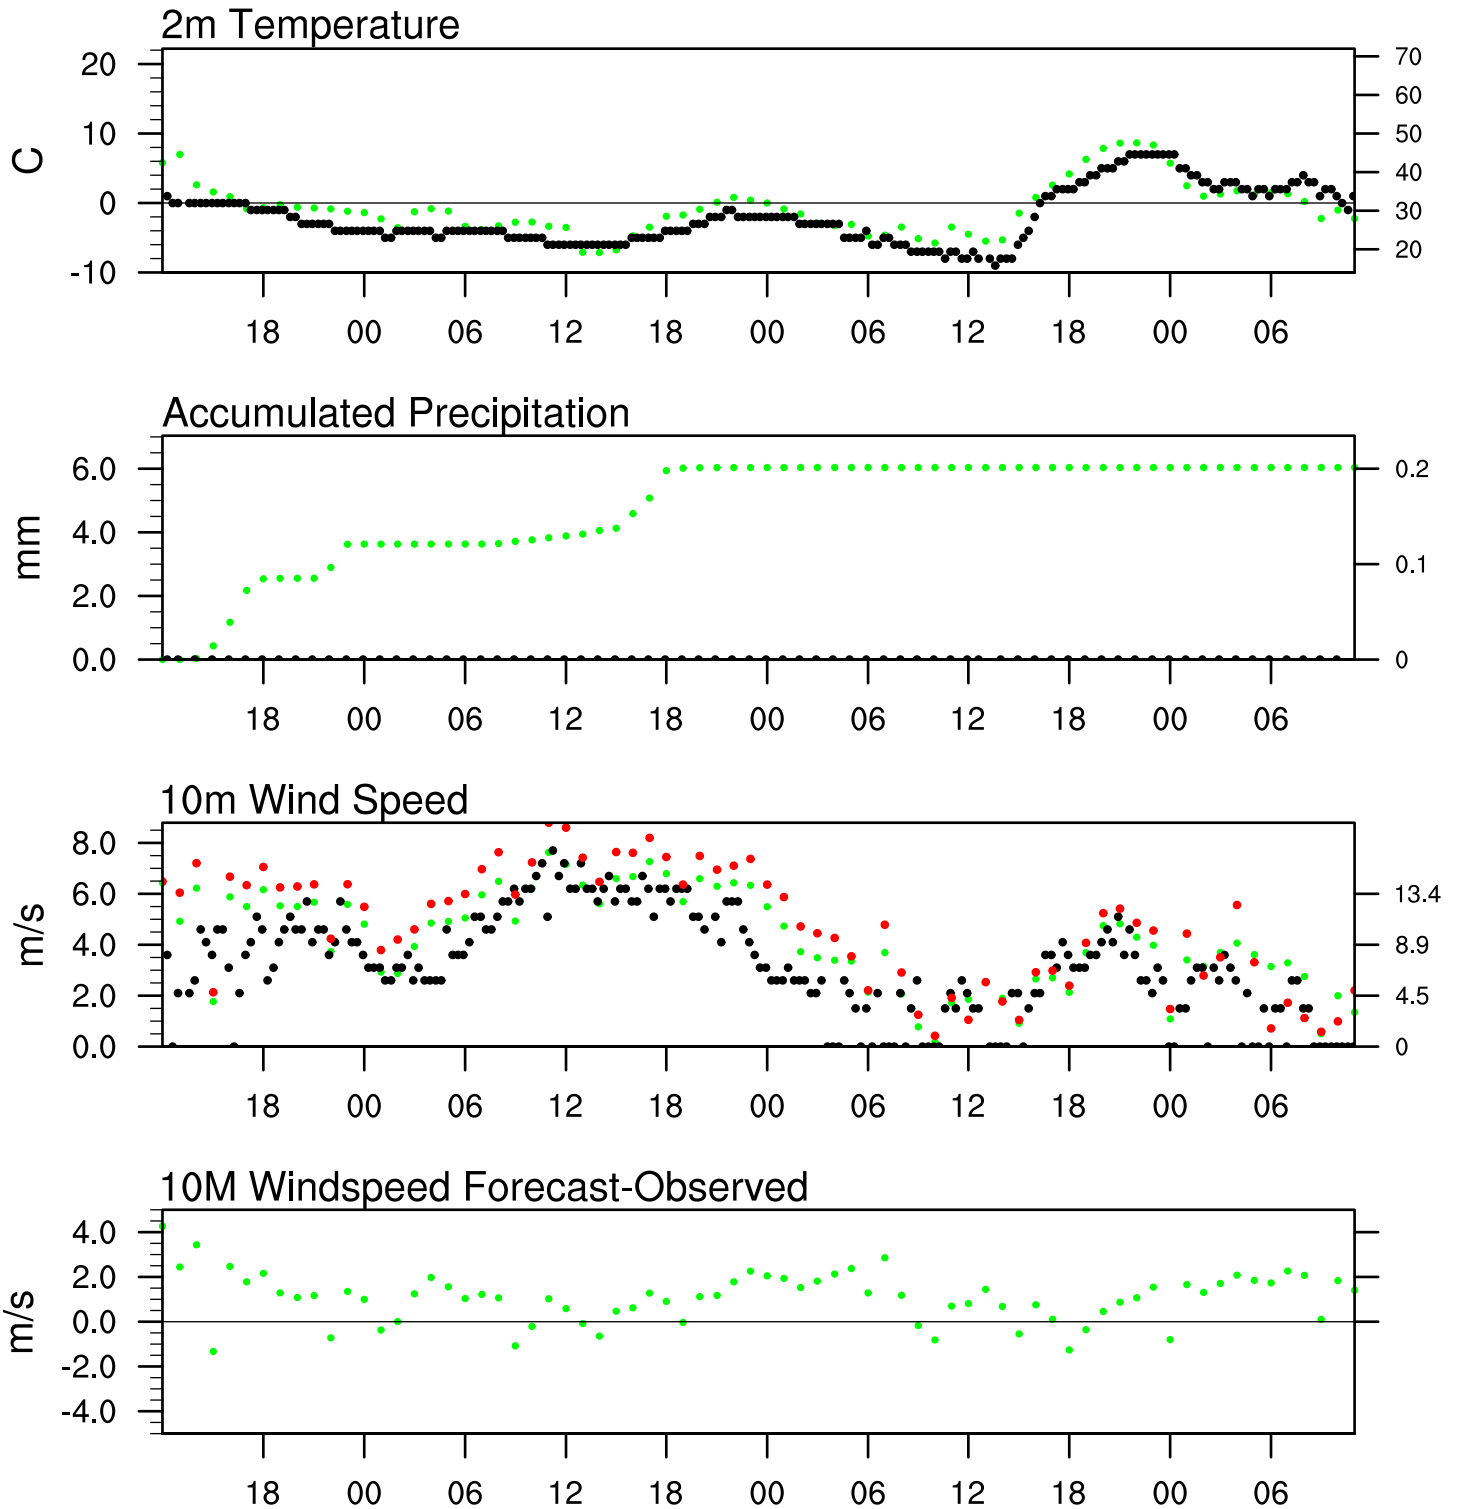 2m Temperature
20
10
0
-10
C
70
60
50
40
30
20
18 00 06 12 18 00 06 12 18 00 06
Accumulated Precipitation
6.0
4.0
2.0
0.0
mm
0.2
0.1
0
18 00 06 12 18 00 06 12 18 00 06
10m Wind Speed
8.0
6.0
4.0
2.0
0.0
m/s
13.4
8.9
4.5
0
18 00 06 12 18 00 06 12 18 00 06
10M Windspeed Forecast-Observed
4.0
2.0
0.0
-2.0
-4.0
m/s
18 00 06 12 18 00 06 12 18 00 06